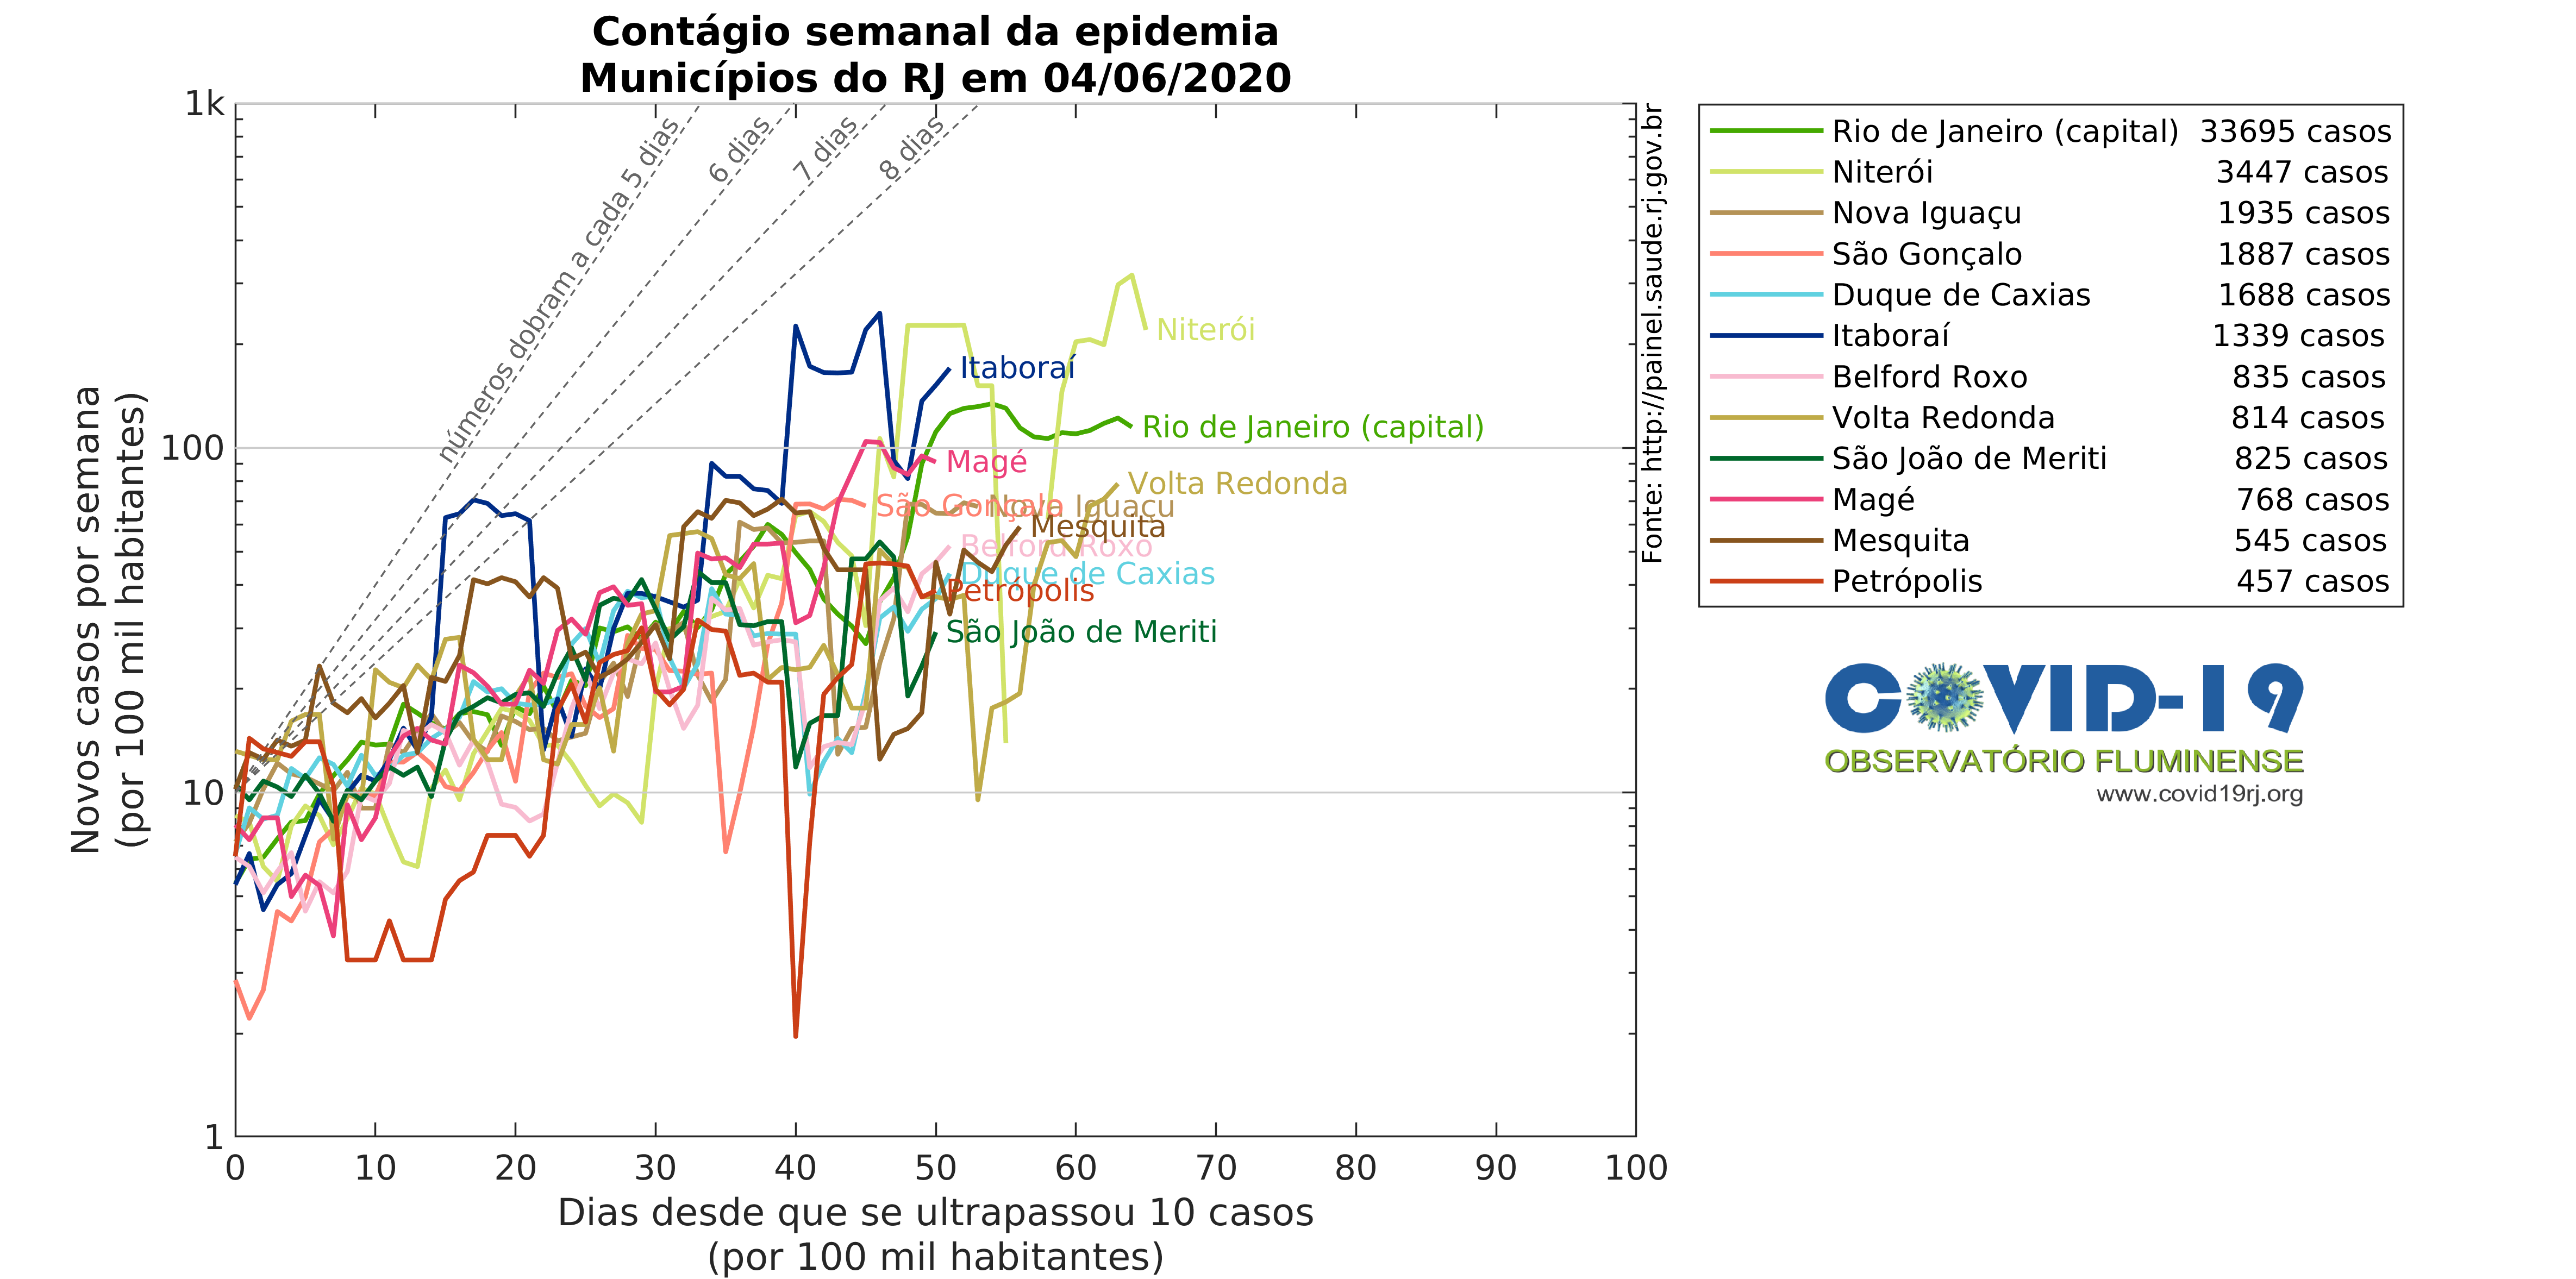 Contágio semanal da epidemia
Municípios do RJ em 04/06/2020
Novos casos por semana
(por 100 mil habitantes)
1k
100
10
1
números dobram a cada 5 dias
6 dias
7 dias
8 dias
Niterói
Itaboraí
Rio de Janeiro (capital)
Magé
Volta Redonda
São Gonçalo
Nova Iguaçu
Mesquita
Belford Roxo
Duque de Caxias
Petrópolis
São João de Meriti
0 10 20 30 40 50 60 70 80 90 100
Dias desde que se ultrapassou 10 casos
(por 100 mil habitantes)
Fonte: http://painel.saude.rj.gov.br
Rio de Janeiro (capital) 33695 casos
Niterói 3447 casos
Nova Iguaçu 1935 casos
São Gonçalo 1887 casos
Duque de Caxias 1688 casos
Itaboraí 1339 casos
Belford Roxo 835 casos
Volta Redonda 814 casos
São João de Meriti 825 casos
Magé 768 casos
Mesquita 545 casos
Petrópolis 457 casos
COVID-19
OBSERVATÓRIO FLUMINENSE
www.covid19rj.org